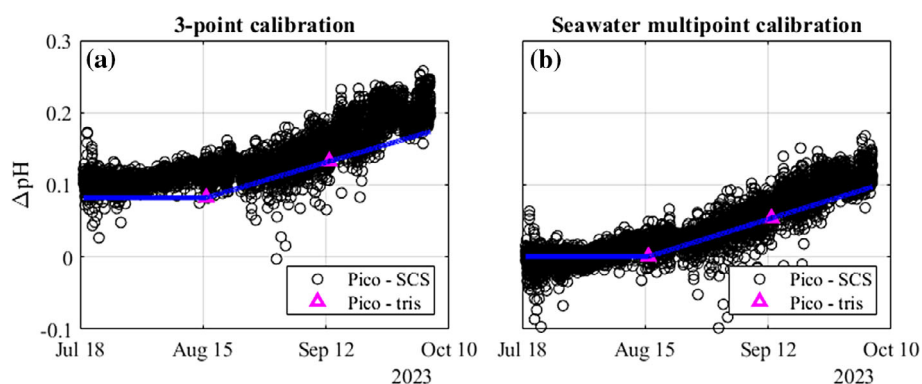 3-point calibration
Seawater multipoint calibration
(a)
(b)
ΔpH
0.3
0.2
0.1
0
-0.1
Pico - SCS
Pico - tris
Pico - SCS
Pico - tris
Jul 18 Aug 15 Sep 12 Oct 10
2023
Jul 18 Aug 15 Sep 12 Oct 10
2023